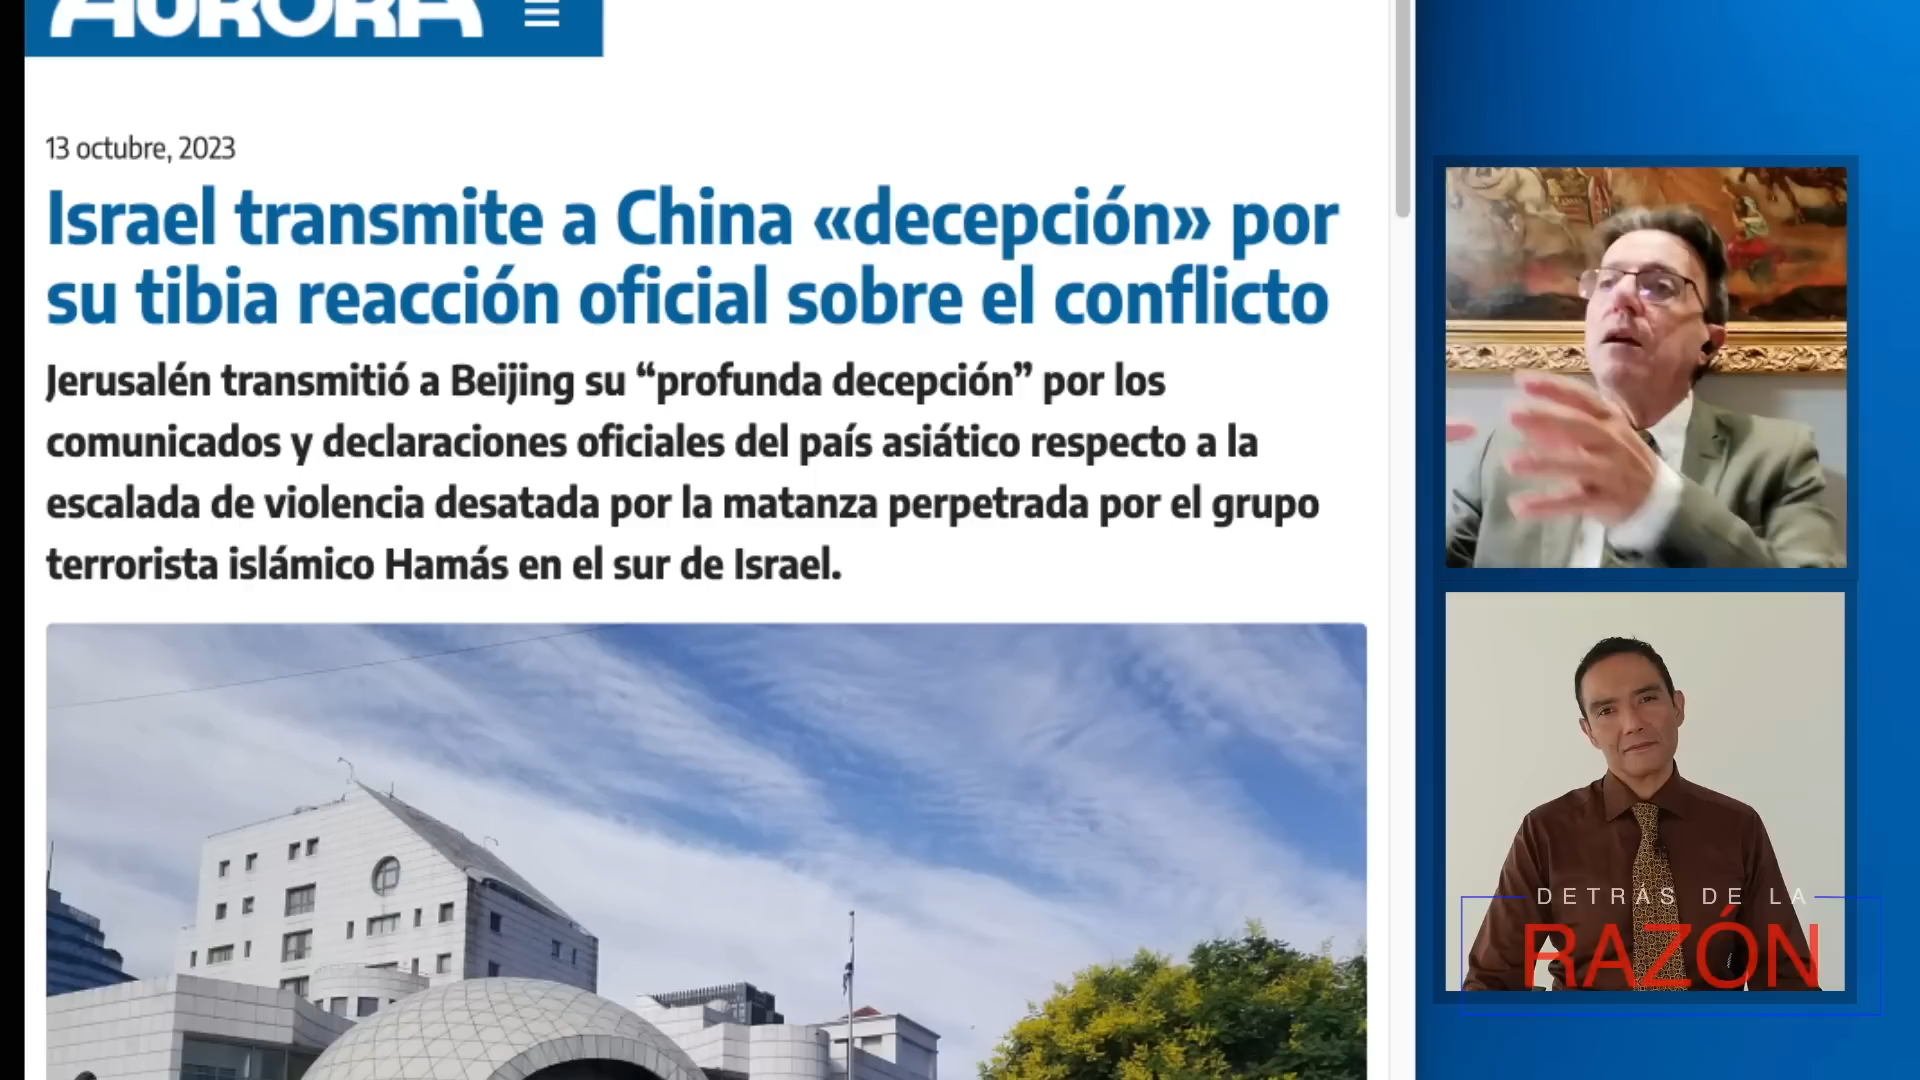 AURORA
13 octubre, 2023
Israel transmite a China «decepción» por
su tibia reacción oficial sobre el conflicto
Jerusalén transmitió a Beijing su “profunda decepción” por los
comunicados y declaraciones oficiales del país asiático respecto a la
escalada de violencia desatada por la matanza perpetrada por el grupo
terrorista islámico Hamás en el sur de Israel.
DETRÁS DE LA
RAZÓN